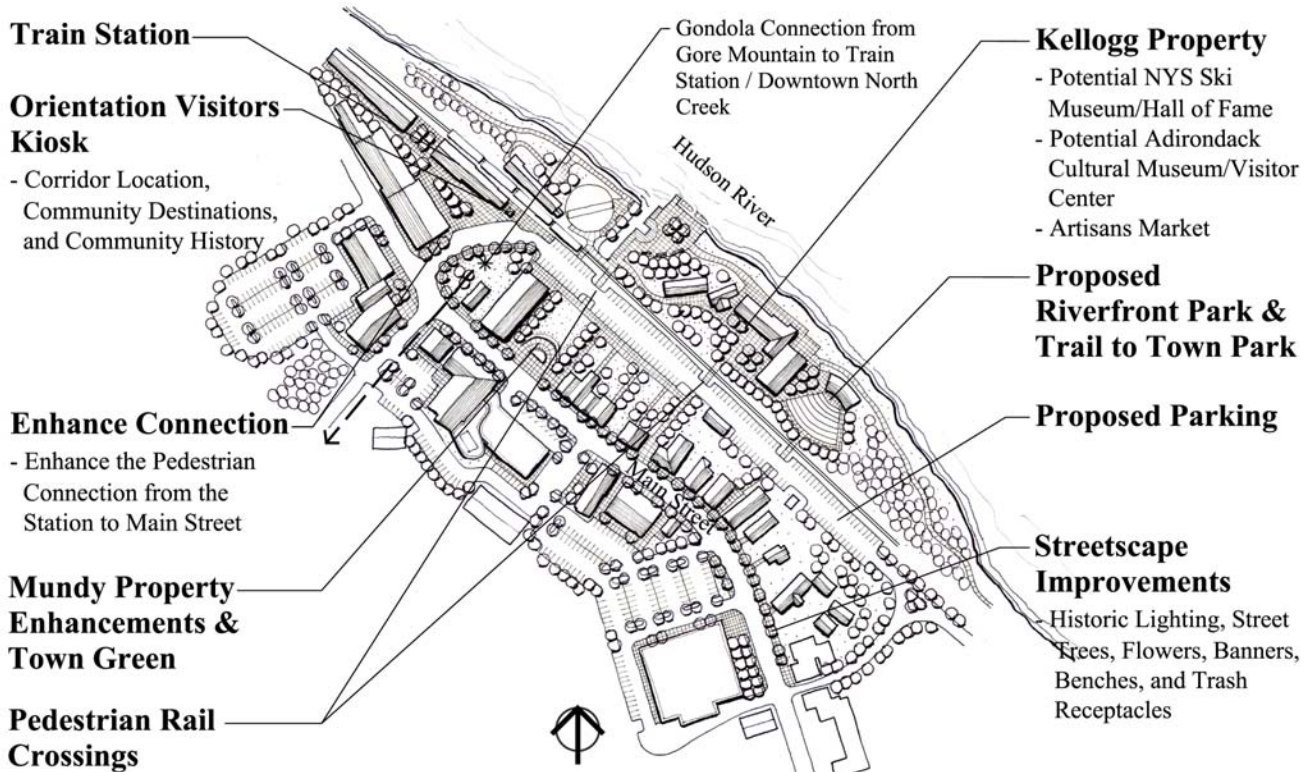 Train Station
Orientation Visitors
Kiosk
- Corridor Location,
Community Destinations,
and Community History
Enhance Connection
- Enhance the Pedestrian
Connection from the
Station to Main Street
Mundy Property
Enhancements &
Town Green
Pedestrian Rail
Crossings
Gondola Connection from
Gore Mountain to Train
Station / Downtown North
Creek
Hudson River
Main Street
Kellogg Property
- Potential NYS Ski
Museum/Hall of Fame
- Potential Adirondack
Cultural Museum/Visitor
Center
- Artisans Market
Proposed
Riverfront Park &
Trail to Town Park
Proposed Parking
Streetscape
Improvements
- Historic Lighting, Street
Trees, Flowers, Banners,
Benches, and Trash
Receptacles